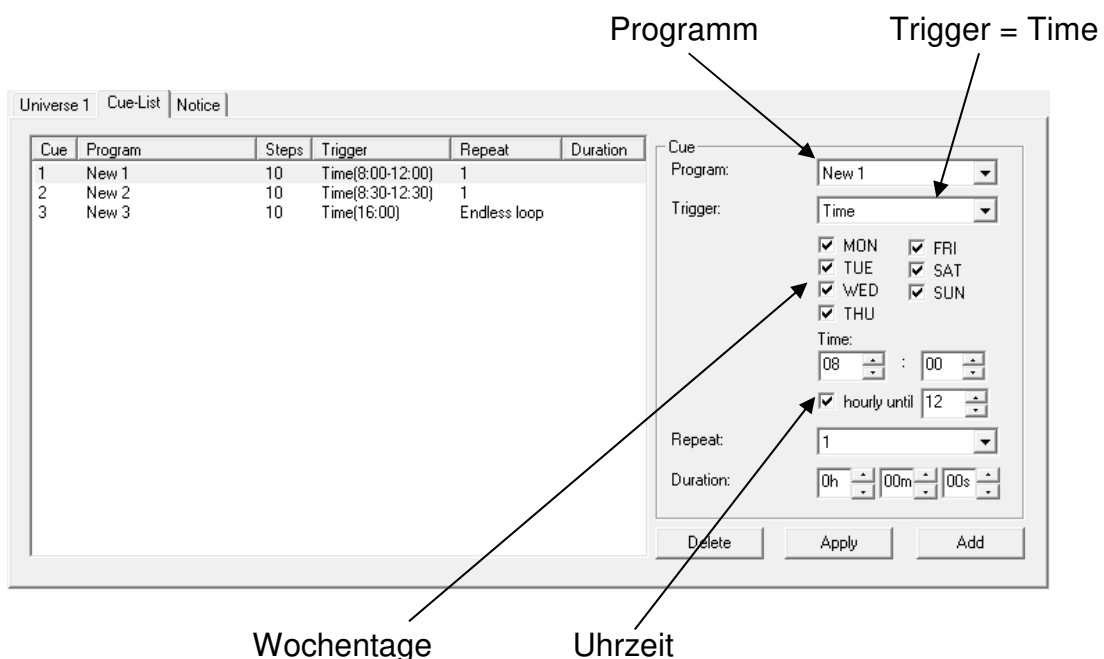 Programm Trigger = Time
Universe 1 Cue-List Notice
Cue Program Steps Trigger Repeat Duration
1 New 1 10 Time(8:00-12:00) 1
2 New 2 10 Time(8:30-12:30) 1
3 New 3 10 Time(16:00) Endless loop
Cue
Program: New 1
Trigger: Time
MON FRI
TUE SAT
WED SUN
THU
Time:
08 : 00
hourly until 12
Repeat: 1
Duration: 0h 00m 00s
Delete Apply Add
Wochentage Uhrzeit